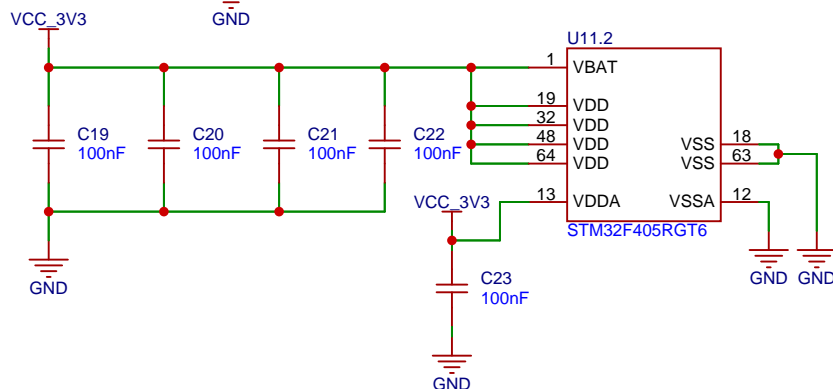 GND
VCC_3V3
U11.2
1 VBAT
19 VDD
32 VDD
48 VDD
64 VDD
VSS 18
VSS 63
13 VDDA
VSSA 12
STM32F405RGT6
C19
100nF
C20
100nF
C21
100nF
C22
100nF
VCC_3V3
C23
100nF
GND
GND
GND
GND